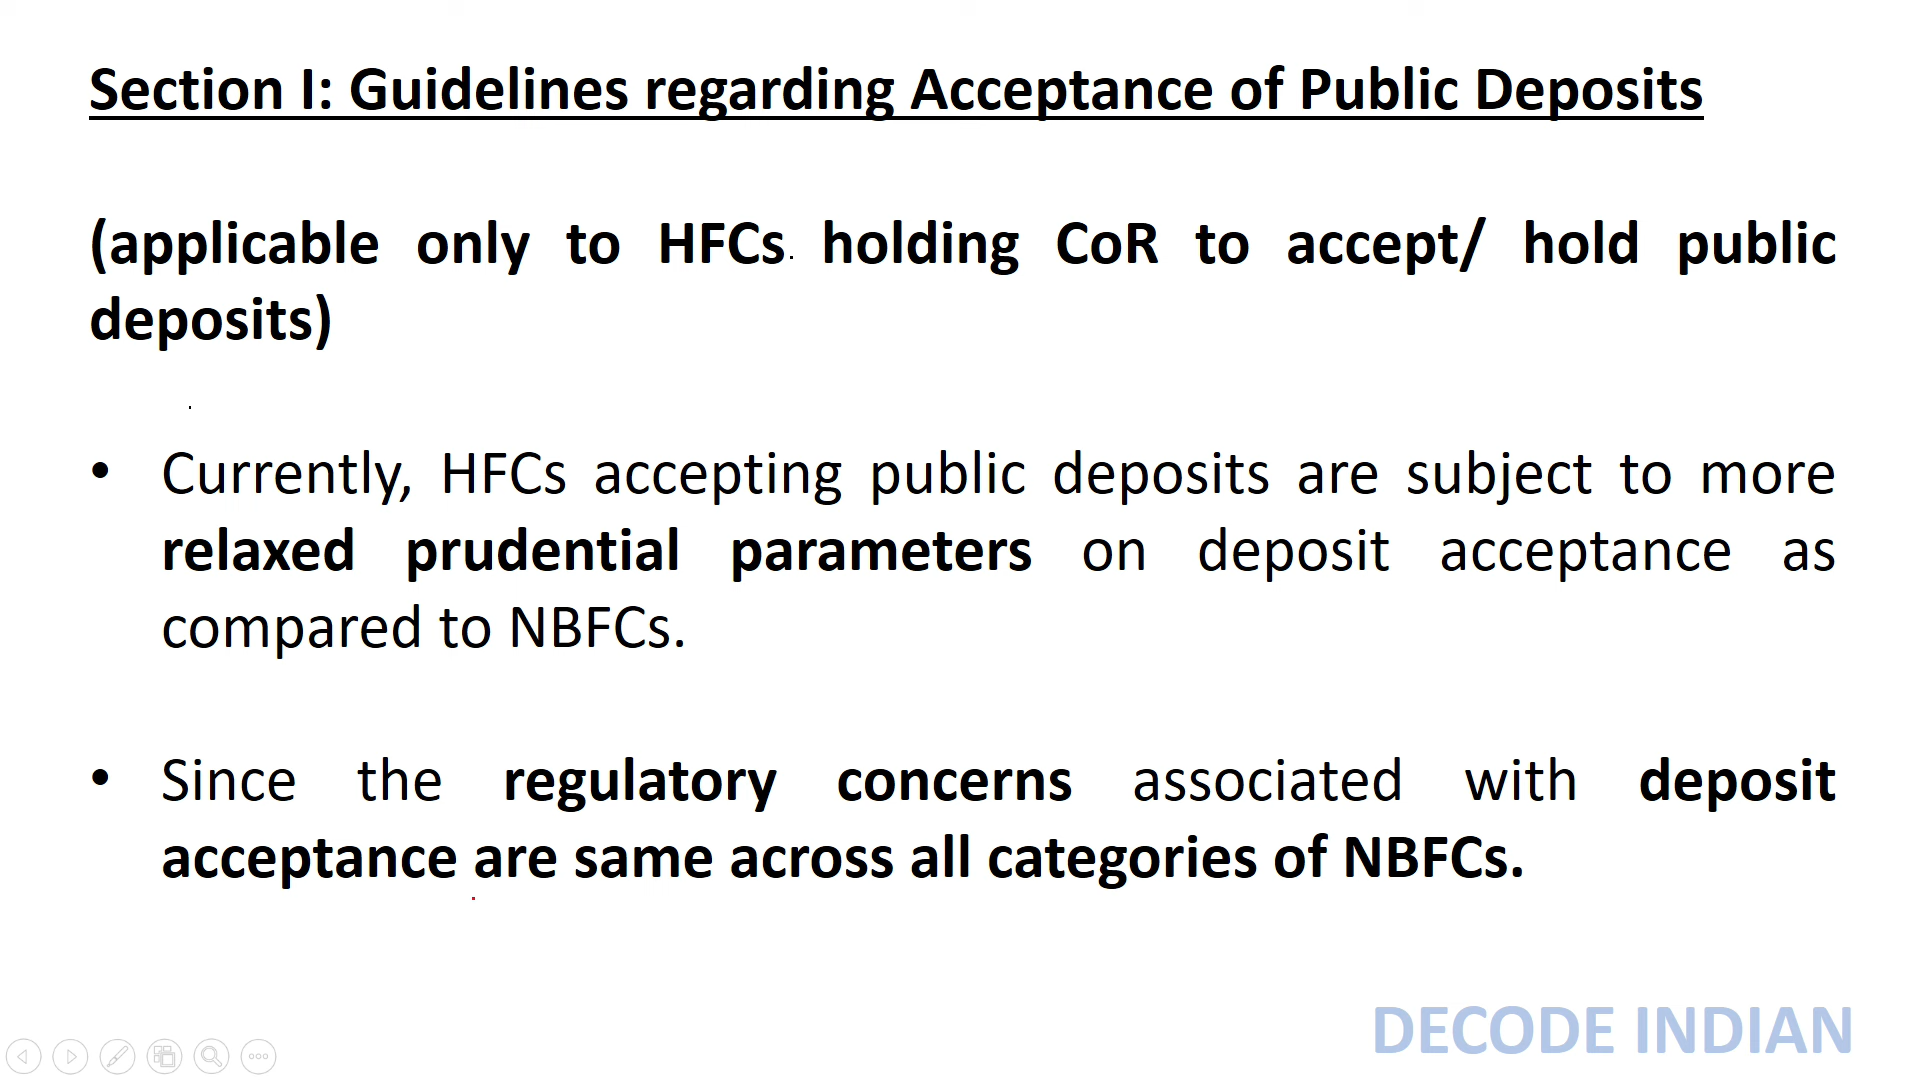 Section I: Guidelines regarding Acceptance of Public Deposits
(applicable only to HFCs holding CoR to accept/ hold public
deposits)
• Currently, HFCs accepting public deposits are subject to more
relaxed prudential parameters on deposit acceptance as
compared to NBFCs.
• Since the regulatory concerns associated with deposit
acceptance are same across all categories of NBFCs.
DECODE INDIAN